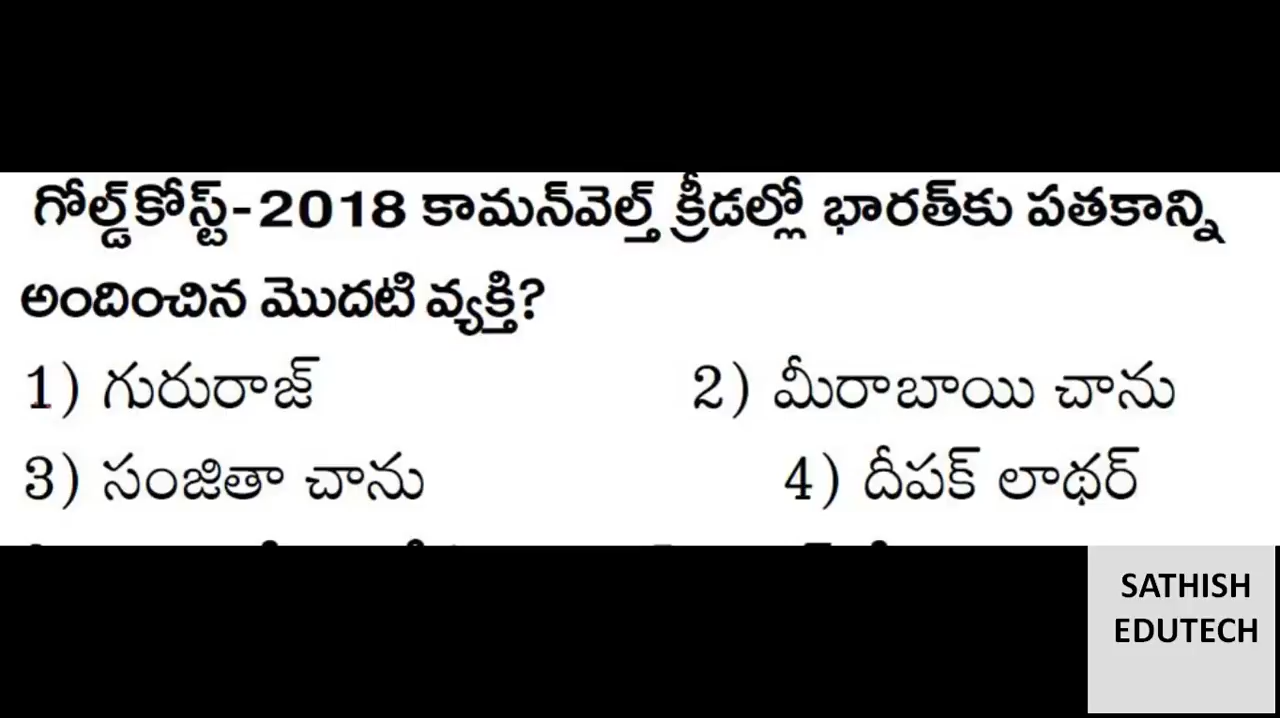 గోల్డ్‌కోస్ట్-2018 కామన్‌వెల్త్ క్రీడల్లో భారత్‌కు పతకాన్ని
అందించిన మొదటి వ్యక్తి?
1) గురురాజ్ 2) మీరాబాయి చాను
3) సంజితా చాను 4) దీపక్ లాథర్
SATHISH
EDUTECH